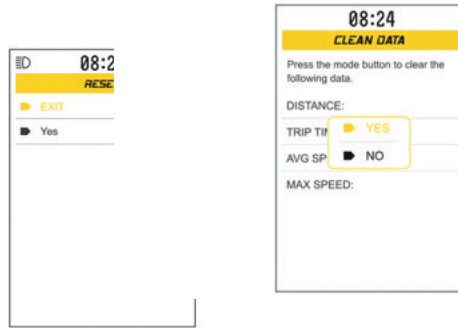 08:2
RESE
EXIT
Yes
08:24
CLEAN DATA
Press the mode button to clear the
following data.
DISTANCE:
TRIP TI
AVG SP
MAX SPEED:
YES
NO